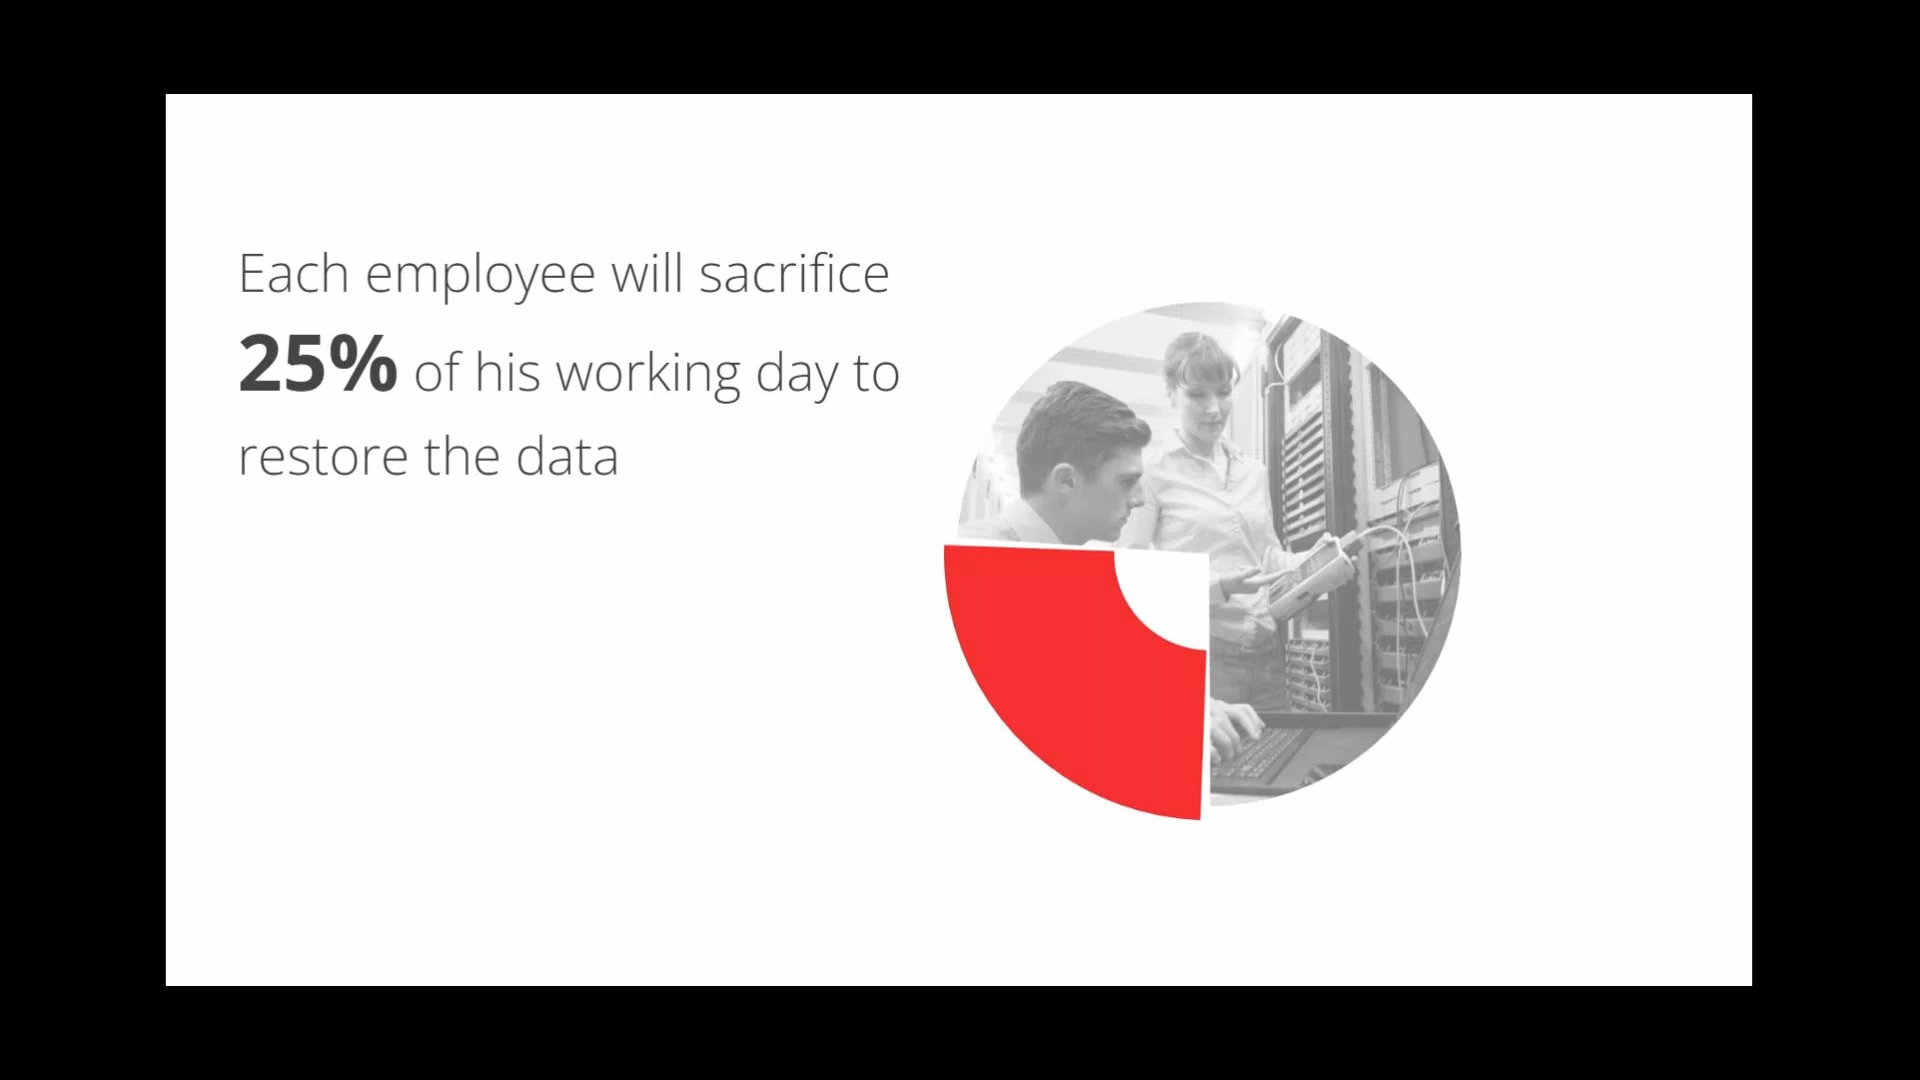 Each employee will sacrifice
25% of his working day to
restore the data